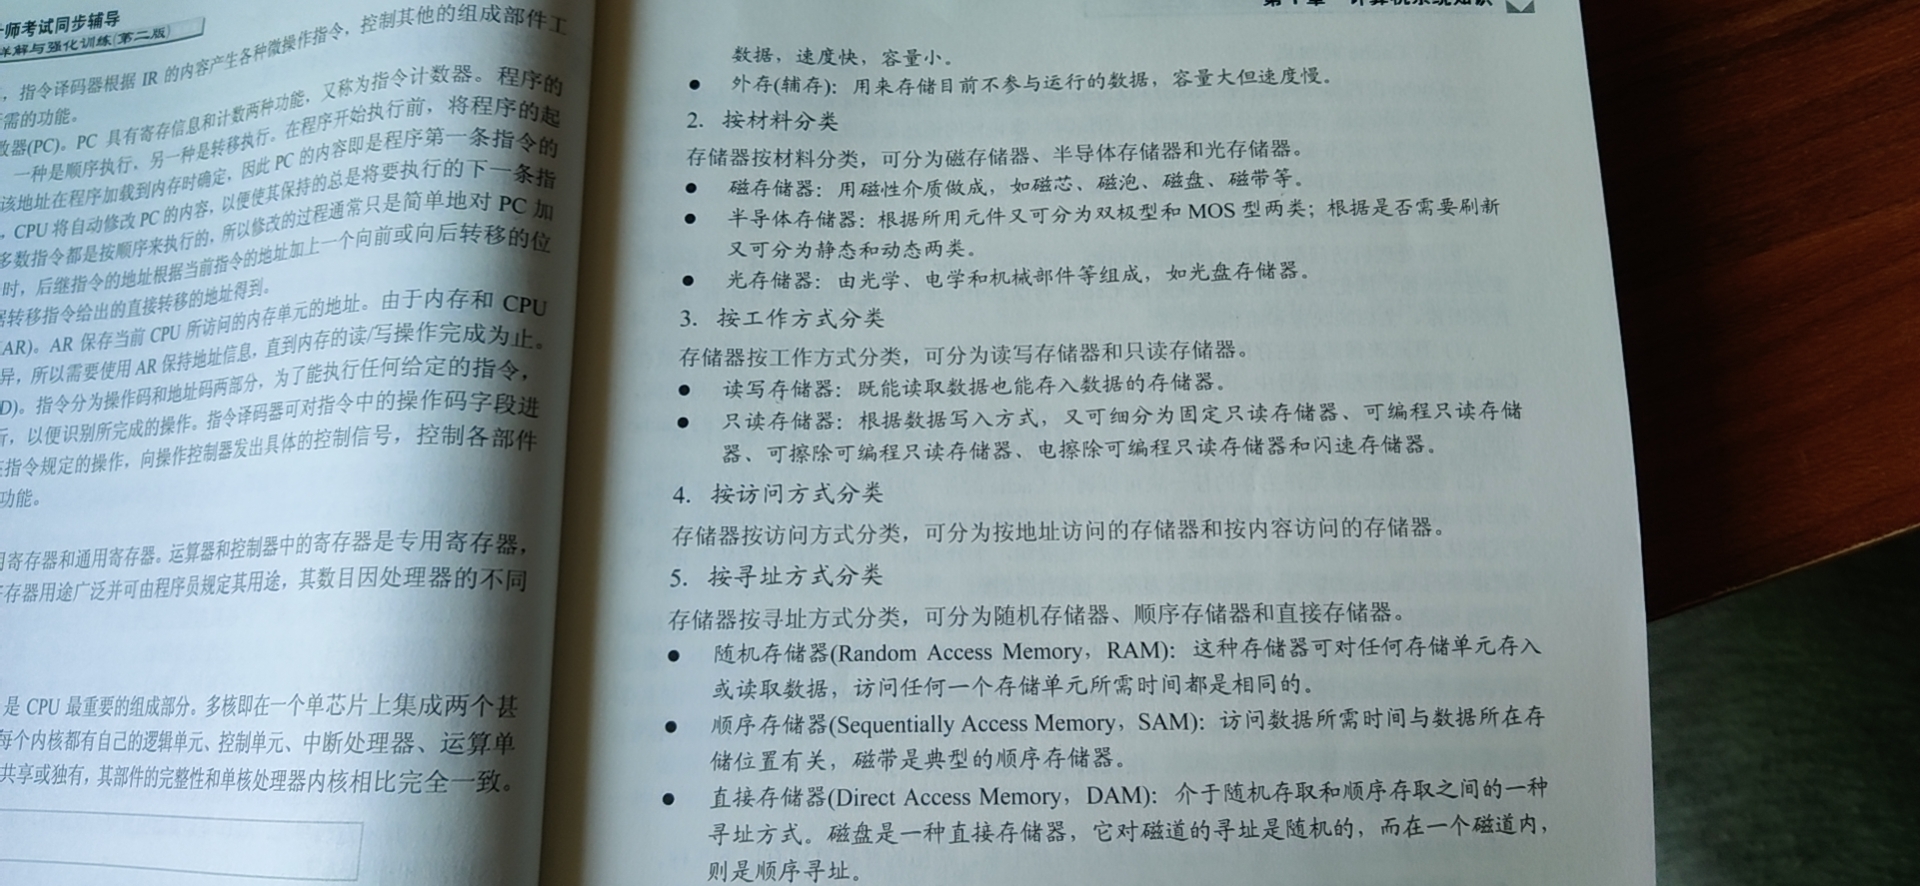 师考试同步辅导
详解与强化训练(第二版)
，指令译码器根据 IR 的内容产生各种微操作指令，控制其他的组成部件工
需的功能。
数器(PC)。PC 具有寄存信息和计数两种功能，又称为指令计数器。程序的
一种是顺序执行，另一种是转移执行。在程序开始执行前，将程序的起
该地址在程序加载到内存时确定，因此 PC 的内容即是程序第一条指令的
，CPU 将自动修改 PC 的内容，以便使其保持的总是将要执行的下一条指
多数指令都是按顺序来执行的，所以修改的过程通常只是简单地对 PC 加
时，后继指令的地址根据当前指令的地址加上一个向前或向后转移的位
转移指令给出的直接转移的地址得到。
AR)。AR 保存当前 CPU 所访问的内存单元的地址。由于内存和 CPU
异，所以需要使用 AR 保持地址信息，直到内存的读/写操作完成为止。
D)。指令分为操作码和地址码两部分，为了能执行任何给定的指令，
，以便识别所完成的操作。指令译码器可对指令中的操作码字段进
指令规定的操作，向操作控制器发出具体的控制信号，控制各部件
功能。
用寄存器和通用寄存器。运算器和控制器中的寄存器是专用寄存器，
存器用途广泛并可由程序员规定其用途，其数目因处理器的不同
是 CPU 最重要的组成部分。多核即在一个单芯片上集成两个甚
每个内核都有自己的逻辑单元、控制单元、中断处理器、运算单
共享或独有，其部件的完整性和单核处理器内核相比完全一致。
第1章 计算机系统知识
数据，速度快，容量小。
● 外存(辅存)：用来存储目前不参与运行的数据，容量大但速度慢。
2. 按材料分类
存储器按材料分类，可分为磁存储器、半导体存储器和光存储器。
● 磁存储器：用磁性介质做成，如磁芯、磁泡、磁盘、磁带等。
● 半导体存储器：根据所用元件又可分为双极型和 MOS 型两类；根据是否需要刷新
又可分为静态和动态两类。
● 光存储器：由光学、电学和机械部件等组成，如光盘存储器。
3. 按工作方式分类
存储器按工作方式分类，可分为读写存储器和只读存储器。
● 读写存储器：既能读取数据也能存入数据的存储器。
● 只读存储器：根据数据写入方式，又可细分为固定只读存储器、可编程只读存储
器、可擦除可编程只读存储器、电擦除可编程只读存储器和闪速存储器。
4. 按访问方式分类
存储器按访问方式分类，可分为按地址访问的存储器和按内容访问的存储器。
5. 按寻址方式分类
存储器按寻址方式分类，可分为随机存储器、顺序存储器和直接存储器。
● 随机存储器(Random Access Memory，RAM)：这种存储器可对任何存储单元存入
或读取数据，访问任何一个存储单元所需时间都是相同的。
● 顺序存储器(Sequentially Access Memory，SAM)：访问数据所需时间与数据所在存
储位置有关，磁带是典型的顺序存储器。
● 直接存储器(Direct Access Memory，DAM)：介于随机存取和顺序存取之间的一种
寻址方式。磁盘是一种直接存储器，它对磁道的寻址是随机的，而在一个磁道内，
则是顺序寻址。